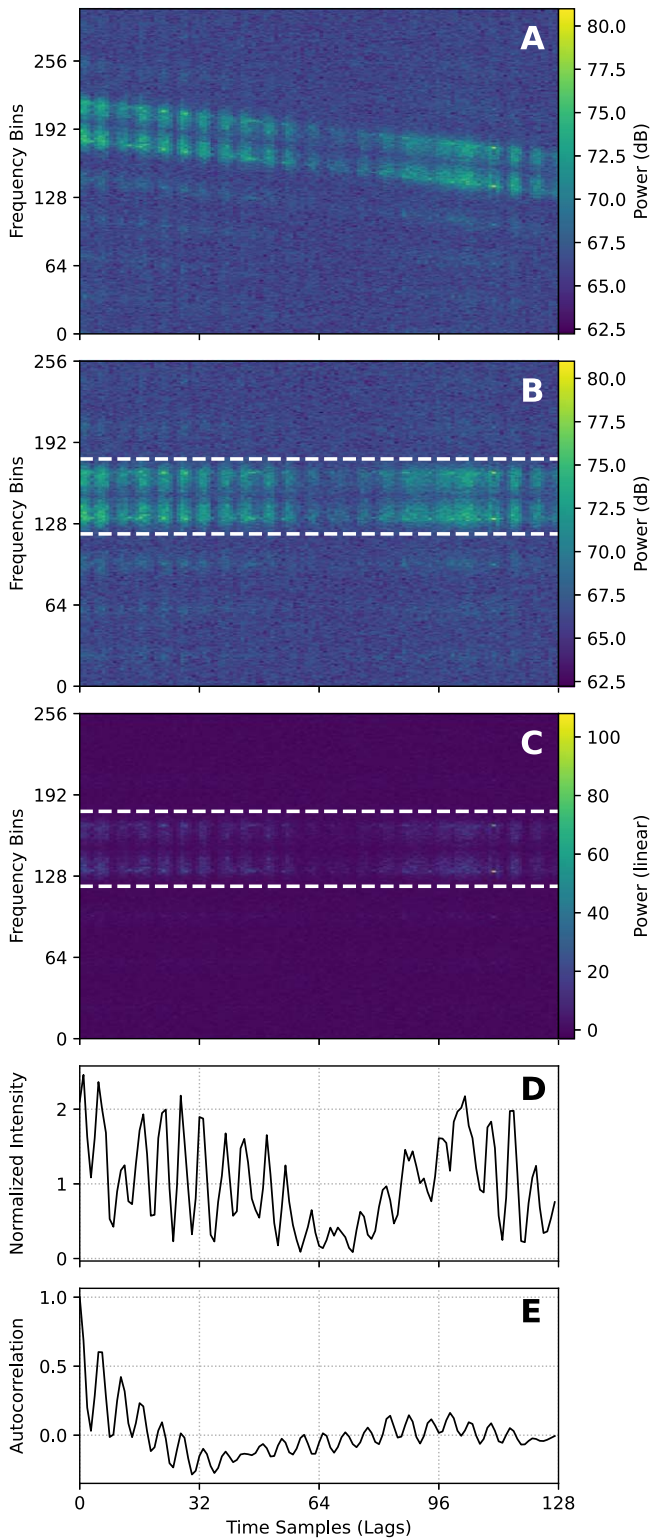 A
256
192
128
64
0
Frequency Bins
80.0
77.5
75.0
72.5
70.0
67.5
65.0
62.5
Power (dB)
B
256
192
128
64
0
Frequency Bins
80.0
77.5
75.0
72.5
70.0
67.5
65.0
62.5
Power (dB)
C
256
192
128
64
0
Frequency Bins
100
80
60
40
20
0
Power (linear)
D
2
1
0
Normalized Intensity
E
1.0
0.5
0.0
Autocorrelation
0 32 64 96 128
Time Samples (Lags)